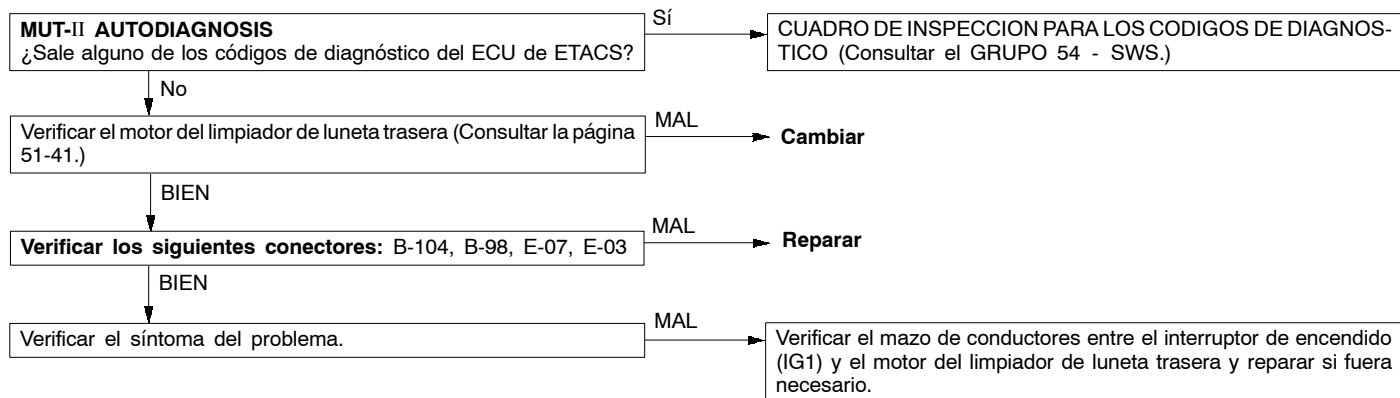 MUT-II AUTODIAGNOSIS
¿Sale alguno de los códigos de diagnóstico del ECU de ETACS?
Sí
CUADRO DE INSPECCION PARA LOS CODIGOS DE DIAGNOS-
TICO (Consultar el GRUPO 54 - SWS.)
No
Verificar el motor del limpiador de luneta trasera (Consultar la página
51-41.)
MAL
Cambiar
BIEN
Verificar los siguientes conectores: B-104, B-98, E-07, E-03
MAL
Reparar
BIEN
Verificar el síntoma del problema.
MAL
Verificar el mazo de conductores entre el interruptor de encendido
(IG1) y el motor del limpiador de luneta trasera y reparar si fuera
necesario.